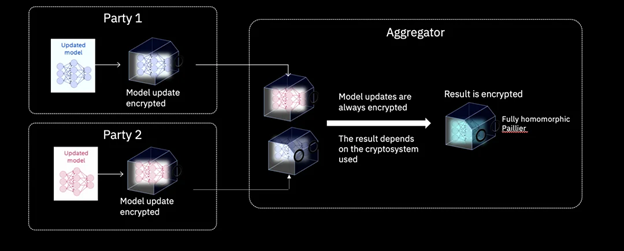 Party 1
Updated
model
Model update
encrypted
Party 2
Updated
model
Model update
encrypted
Aggregator
Model updates are
always encrypted
The result depends
on the cryptosystem
used
Result is encrypted
Fully homomorphic
Paillier